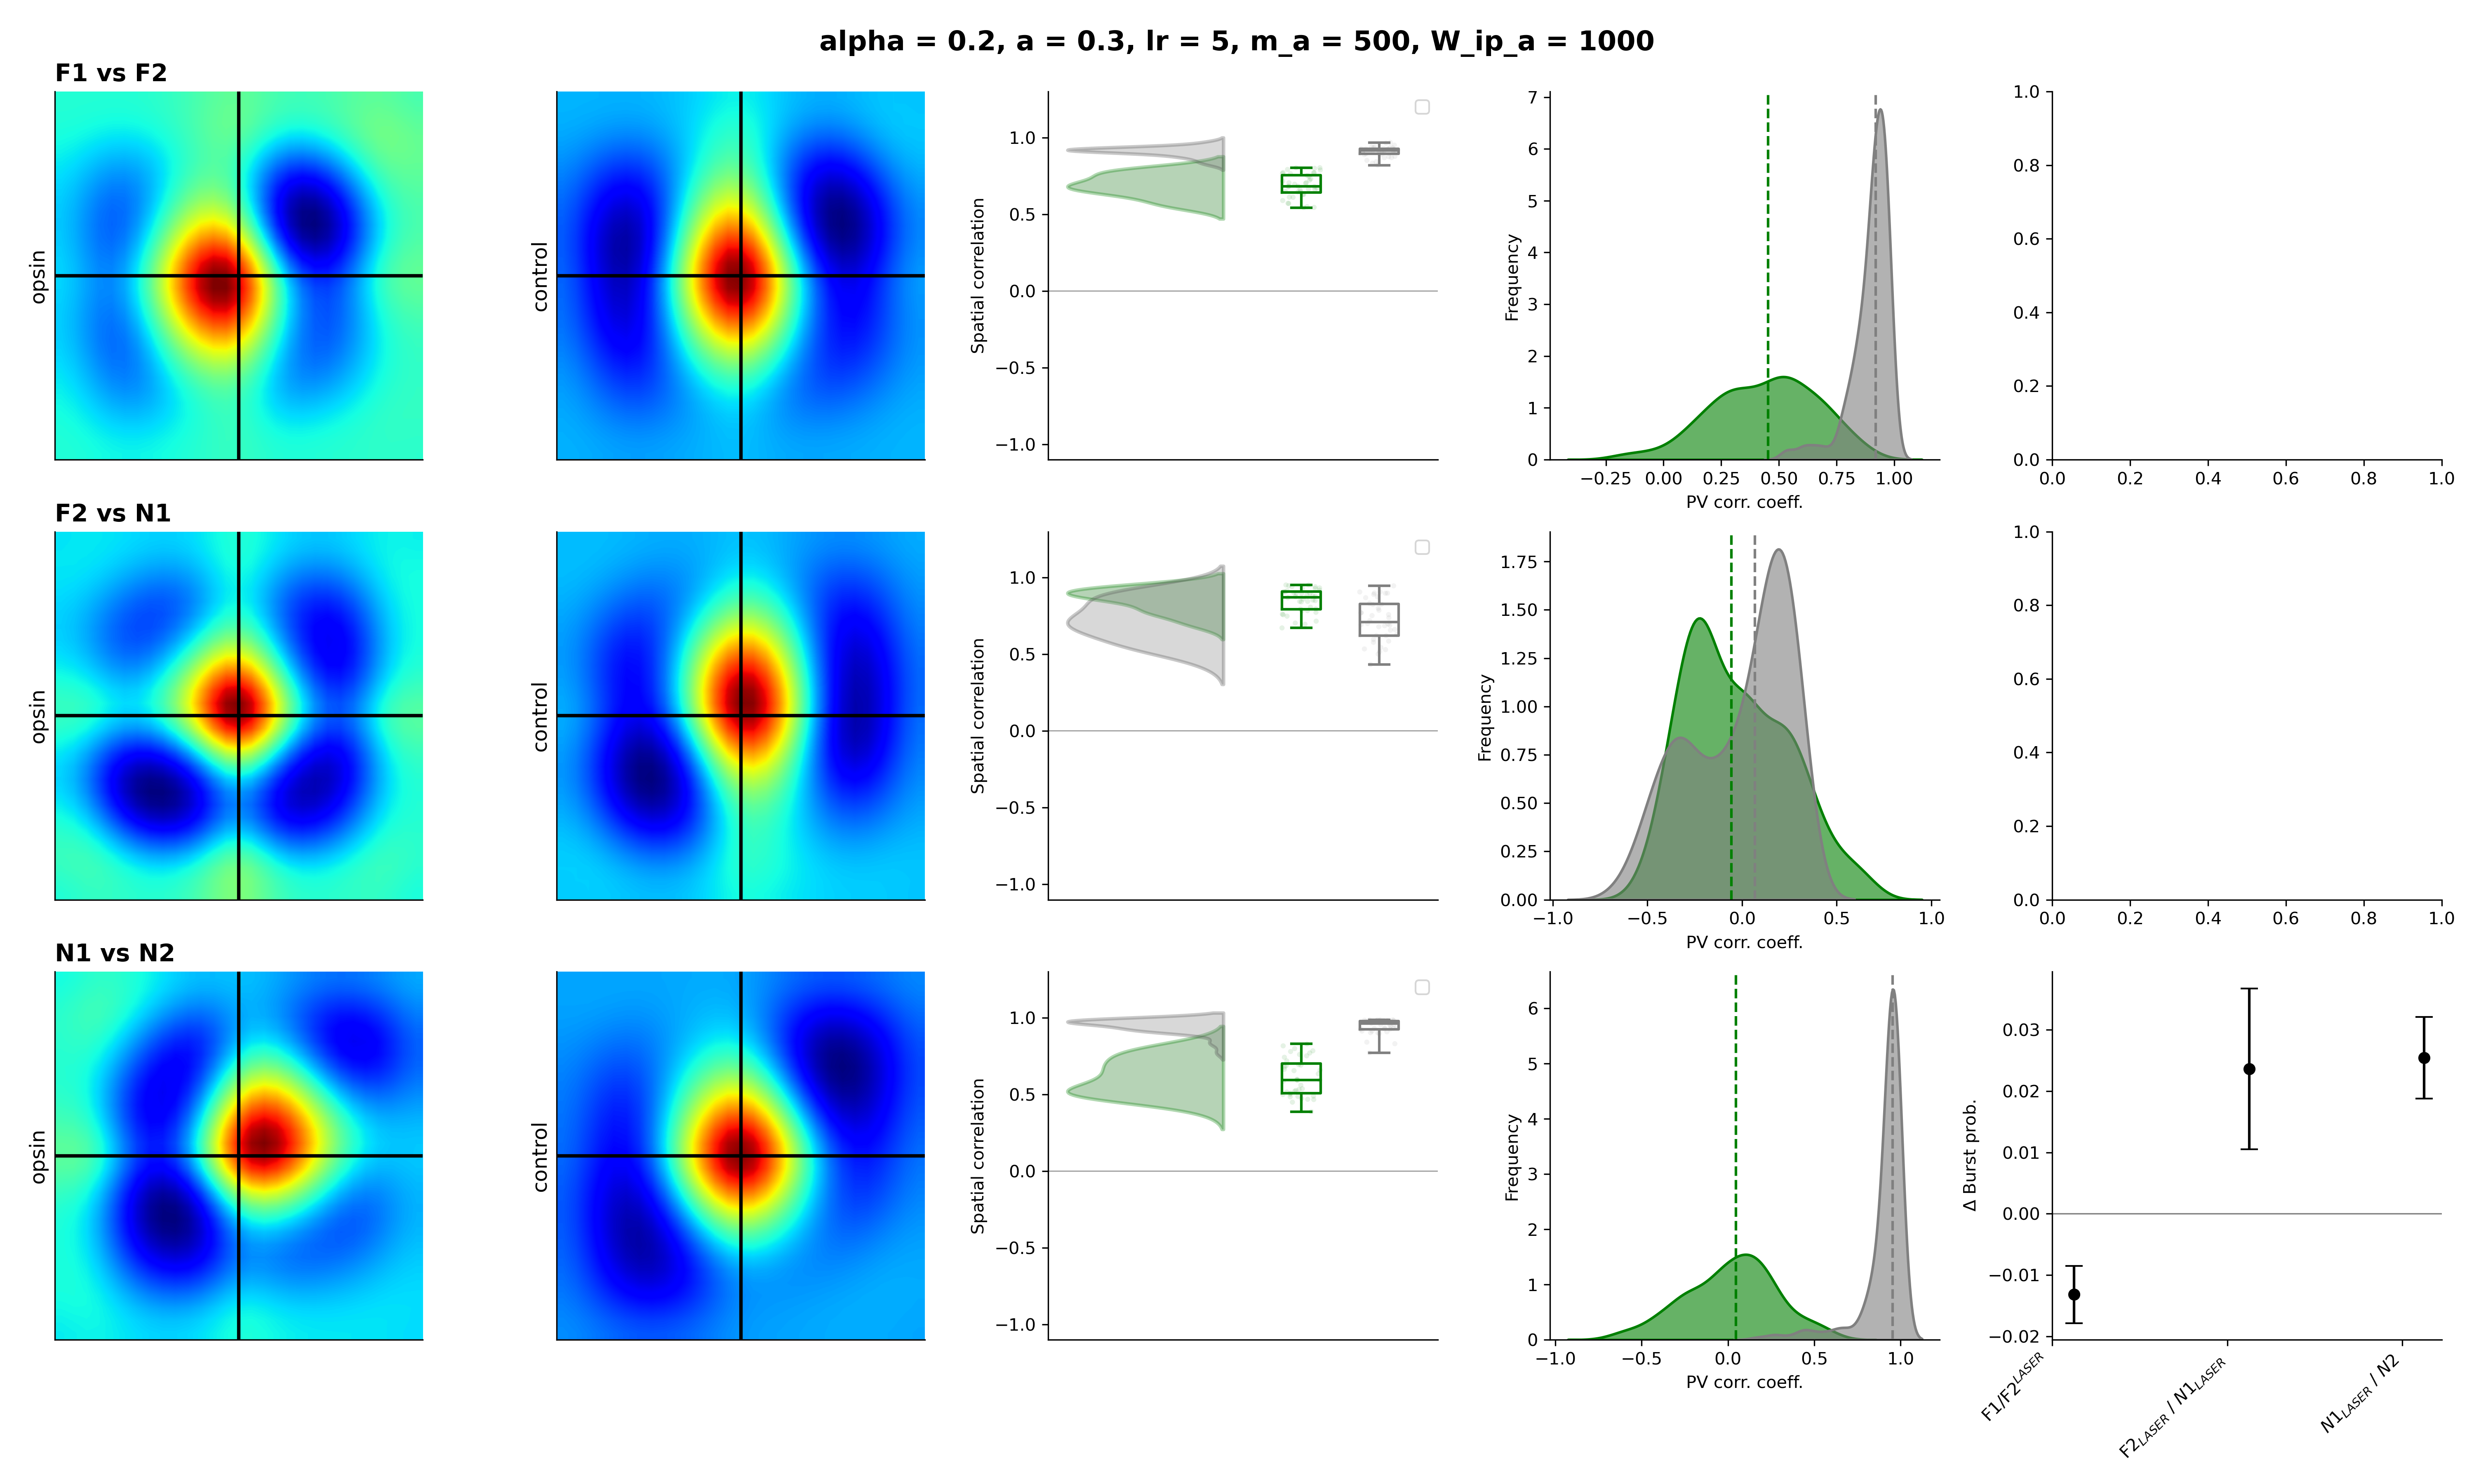 alpha = 0.2, a = 0.3, lr = 5, m_a = 500, W_ip_a = 1000
F1 vs F2
opsin
control
Spatial correlation
1.0
0.5
0.0
−0.5
−1.0
Frequency
7
6
5
4
3
2
1
0
−0.25 0.00 0.25 0.50 0.75 1.00
PV corr. coeff.
1.0
0.8
0.6
0.4
0.2
0.0
0.0 0.2 0.4 0.6 0.8 1.0
F2 vs N1
opsin
control
Spatial correlation
1.0
0.5
0.0
−0.5
−1.0
Frequency
1.75
1.50
1.25
1.00
0.75
0.50
0.25
0.00
−1.0 −0.5 0.0 0.5 1.0
PV corr. coeff.
1.0
0.8
0.6
0.4
0.2
0.0
0.0 0.2 0.4 0.6 0.8 1.0
N1 vs N2
opsin
control
Spatial correlation
1.0
0.5
0.0
−0.5
−1.0
Frequency
6
5
4
3
2
1
0
−1.0 −0.5 0.0 0.5 1.0
PV corr. coeff.
Δ Burst prob.
0.03
0.02
0.01
0.00
−0.01
−0.02
F1/F2^LASER
F2_LASER / N1_LASER
N1_LASER / N2